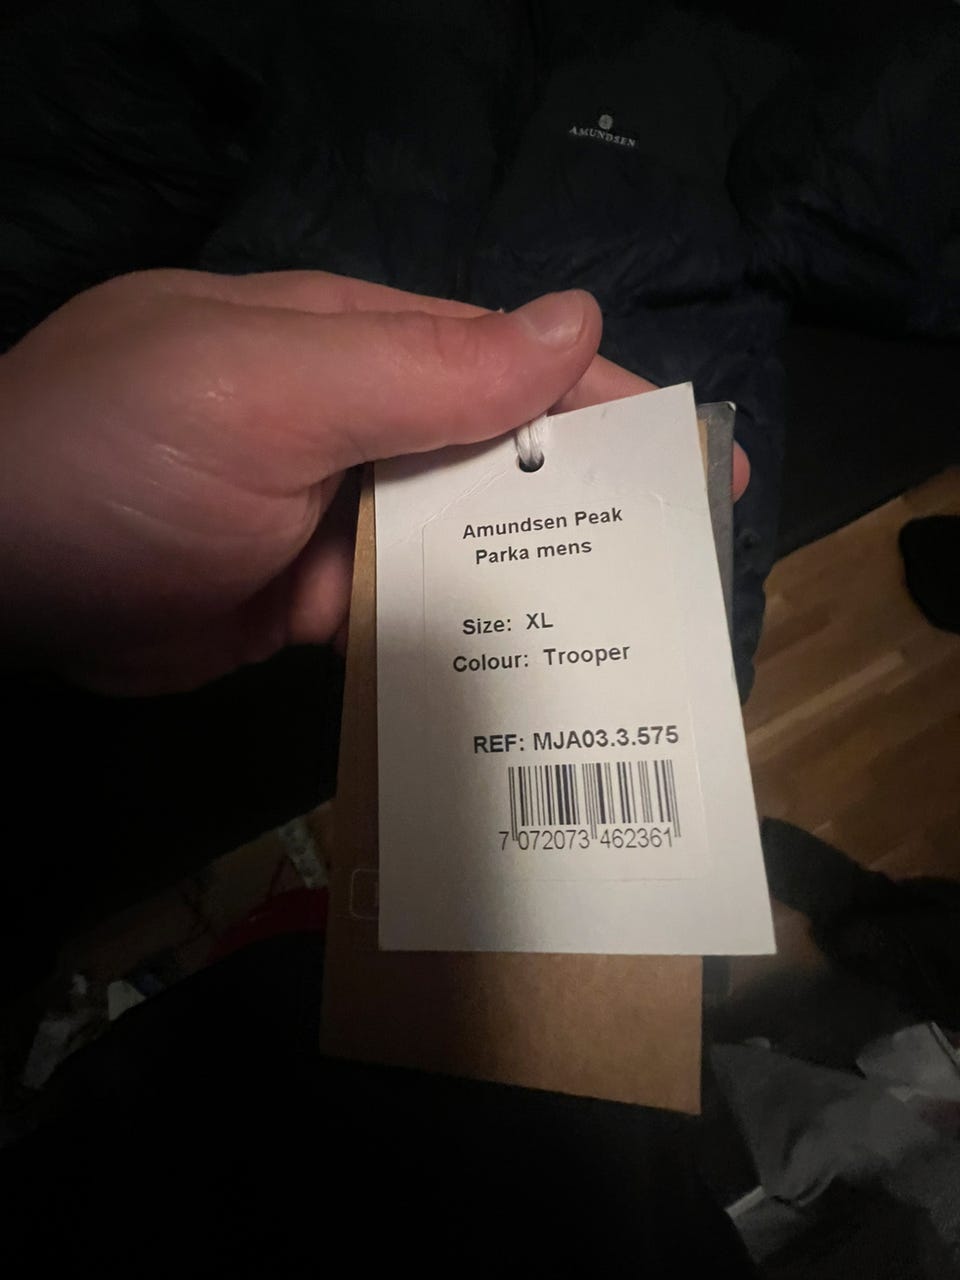 AMUNDSEN
Amundsen Peak
Parka mens
Size: XL
Colour: Trooper
REF: MJA03.3.575
7 072073 462361